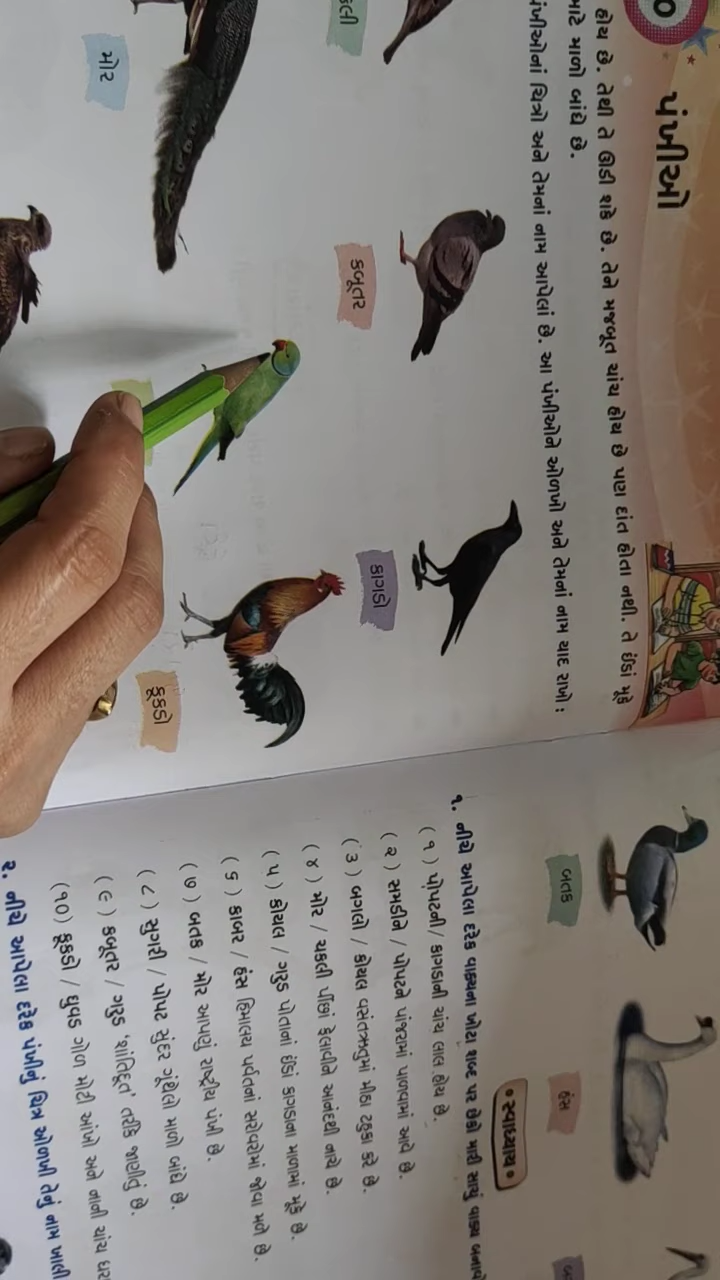 ૦
પંખીઓ
હોય છે. તેથી તે ઊડી શકે છે. તેને મજબૂત ચાંચ હોય છે પણ દાંત હોતા નથી. તે ઈંડાં મૂકે
માટે માળો બાંધે છે.
પંખીઓનાં ચિત્રો અને તેમનાં નામ આપેલાં છે. આ પંખીઓને ઓળખો અને તેમનાં નામ યાદ રાખો :
કબૂતર
કાગડો
મોર
કૂકડો
બતક
હંસ
• સ્વાધ્યાય •
૧. નીચે આપેલા દરેક વાક્યના ખોટા શબ્દ પર છેકો મારી સાચું વાક્ય બનાવો
(૧) પોપટની / કાગડાની ચાંચ લાલ હોય છે.
(૨) સમડીને / પોપટને પાંજરામાં પાળવામાં આવે છે.
(૩) બગલો / કોયલ વસંતઋતુમાં મીઠા ટહુકા કરે છે.
(૪) મોર / ચકલી પીંછાં ફેલાવીને આનંદથી નાચે છે.
(૫) કોયલ / ગરુડ પોતાનાં ઈંડાં કાગડાના માળામાં મૂકે છે.
(૬) કાબર / હંસ હિમાલય પર્વતનાં સરોવરોમાં જોવા મળે છે.
(૭) બતક / મોર આપણું રાષ્ટ્રીય પંખી છે.
(૮) સુગરી / પોપટ સુંદર ગૂંથેલો માળો બાંધે છે.
(૯) કબૂતર / ગરુડ ‘શાંતિદૂત’ તરીકે જાણીતું છે.
(૧૦) કૂકડો / ઘુવડ ગોળ મોટી આંખો અને નાની ચાંચ
૨. નીચે આપેલા દરેક પંખીનું ચિત્ર ઓળખી તેનું નામ ખાલી